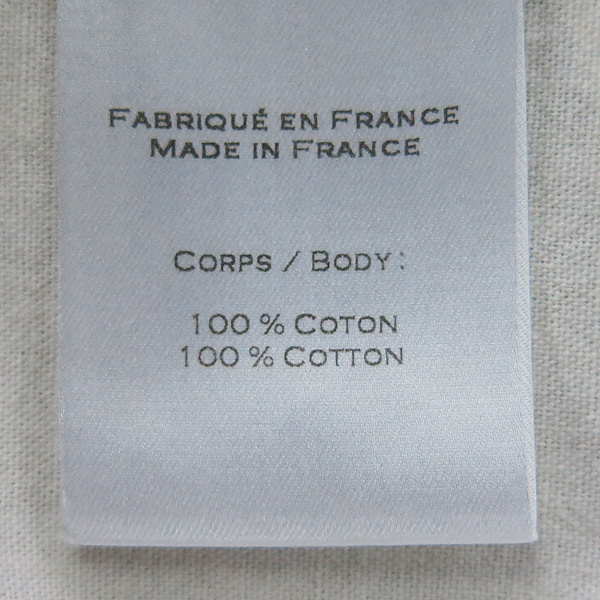 FABRIQUÉ EN FRANCE
MADE IN FRANCE
CORPS / BODY:
100 % COTON
100 % COTTON